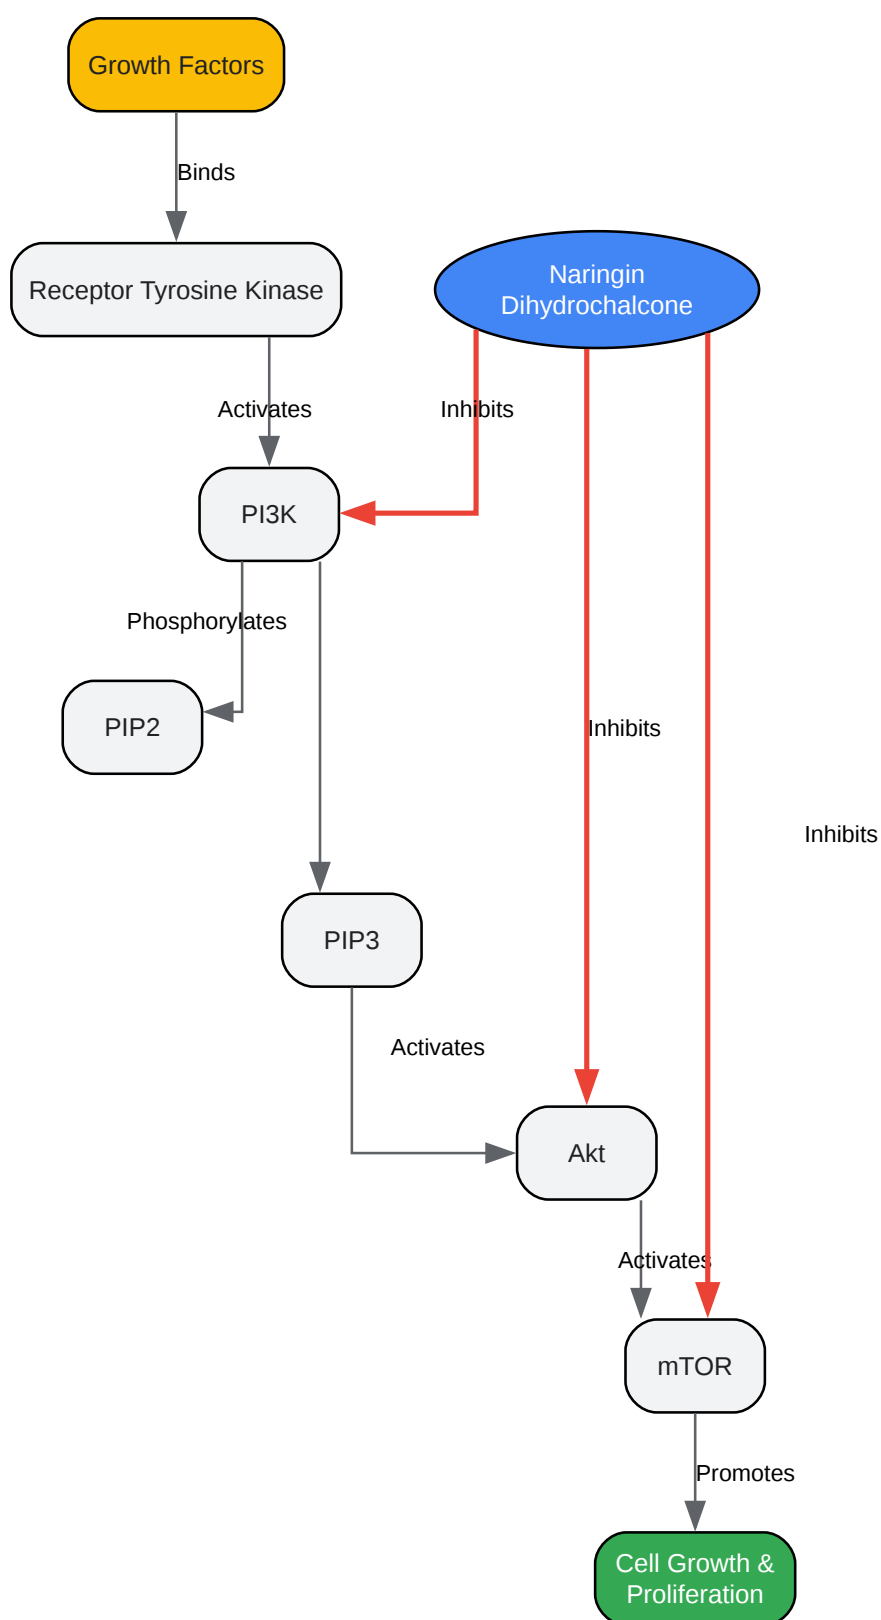 Growth Factors
Binds
Receptor Tyrosine Kinase
Naringin
Dihydrochalcone
Activates
Inhibits
PI3K
Phosphorylates
PIP2
Inhibits
Inhibits
PIP3
Activates
Akt
Activates
mTOR
Promotes
Cell Growth &
Proliferation